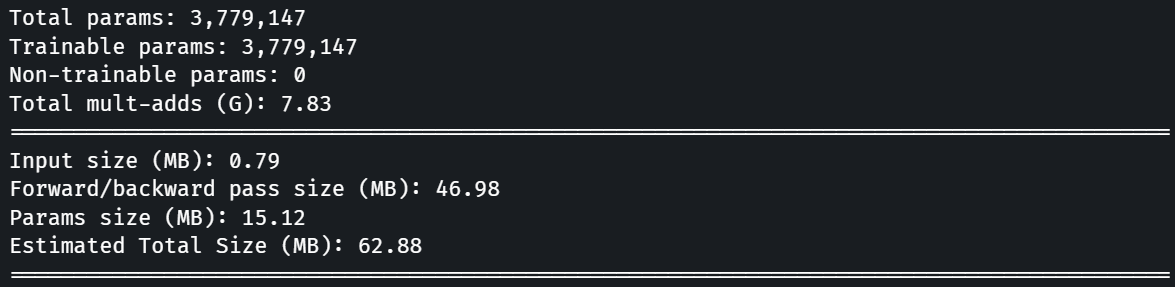 Total params: 3,779,147
Trainable params: 3,779,147
Non-trainable params: 0
Total mult-adds (G): 7.83
Input size (MB): 0.79
Forward/backward pass size (MB): 46.98
Params size (MB): 15.12
Estimated Total Size (MB): 62.88